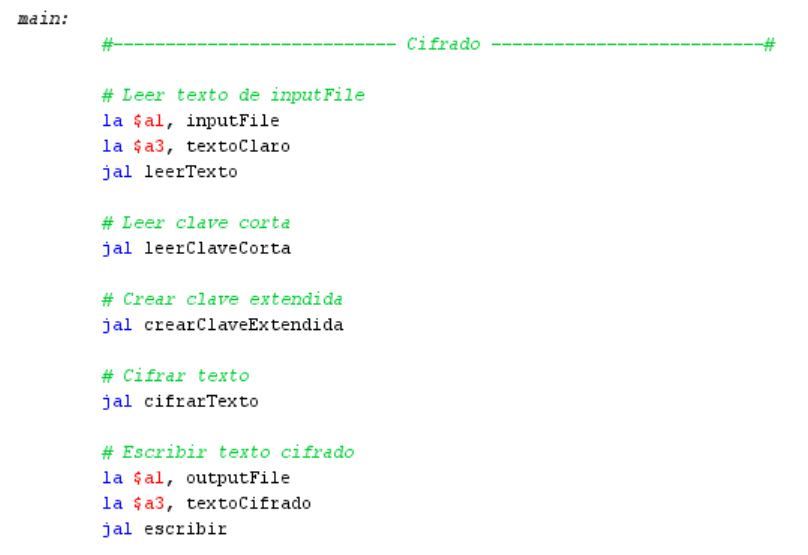 main:
#--------------------------- Cifrado --------------------------#
# Leer texto de inputFile
la $a1, inputFile
la $a3, textoClaro
jal leerTexto
# Leer clave corta
jal leerClaveCorta
# Crear clave extendida
jal crearClaveExtendida
# Cifrar texto
jal cifrarTexto
# Escribir texto cifrado
la $a1, outputFile
la $a3, textoCifrado
jal escribir